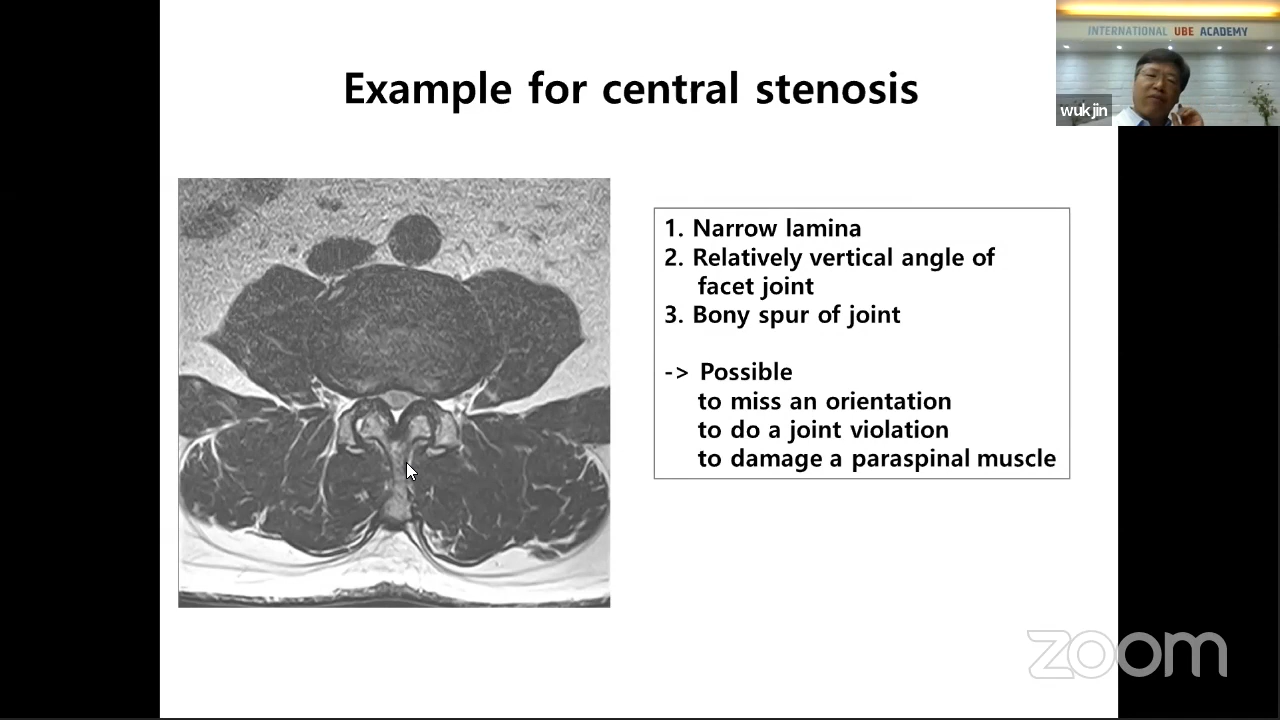 INTERNATIONAL UBE ACADEMY
wuk jin
Example for central stenosis
1. Narrow lamina
2. Relatively vertical angle of
facet joint
3. Bony spur of joint
-> Possible
to miss an orientation
to do a joint violation
to damage a paraspinal muscle
zoom